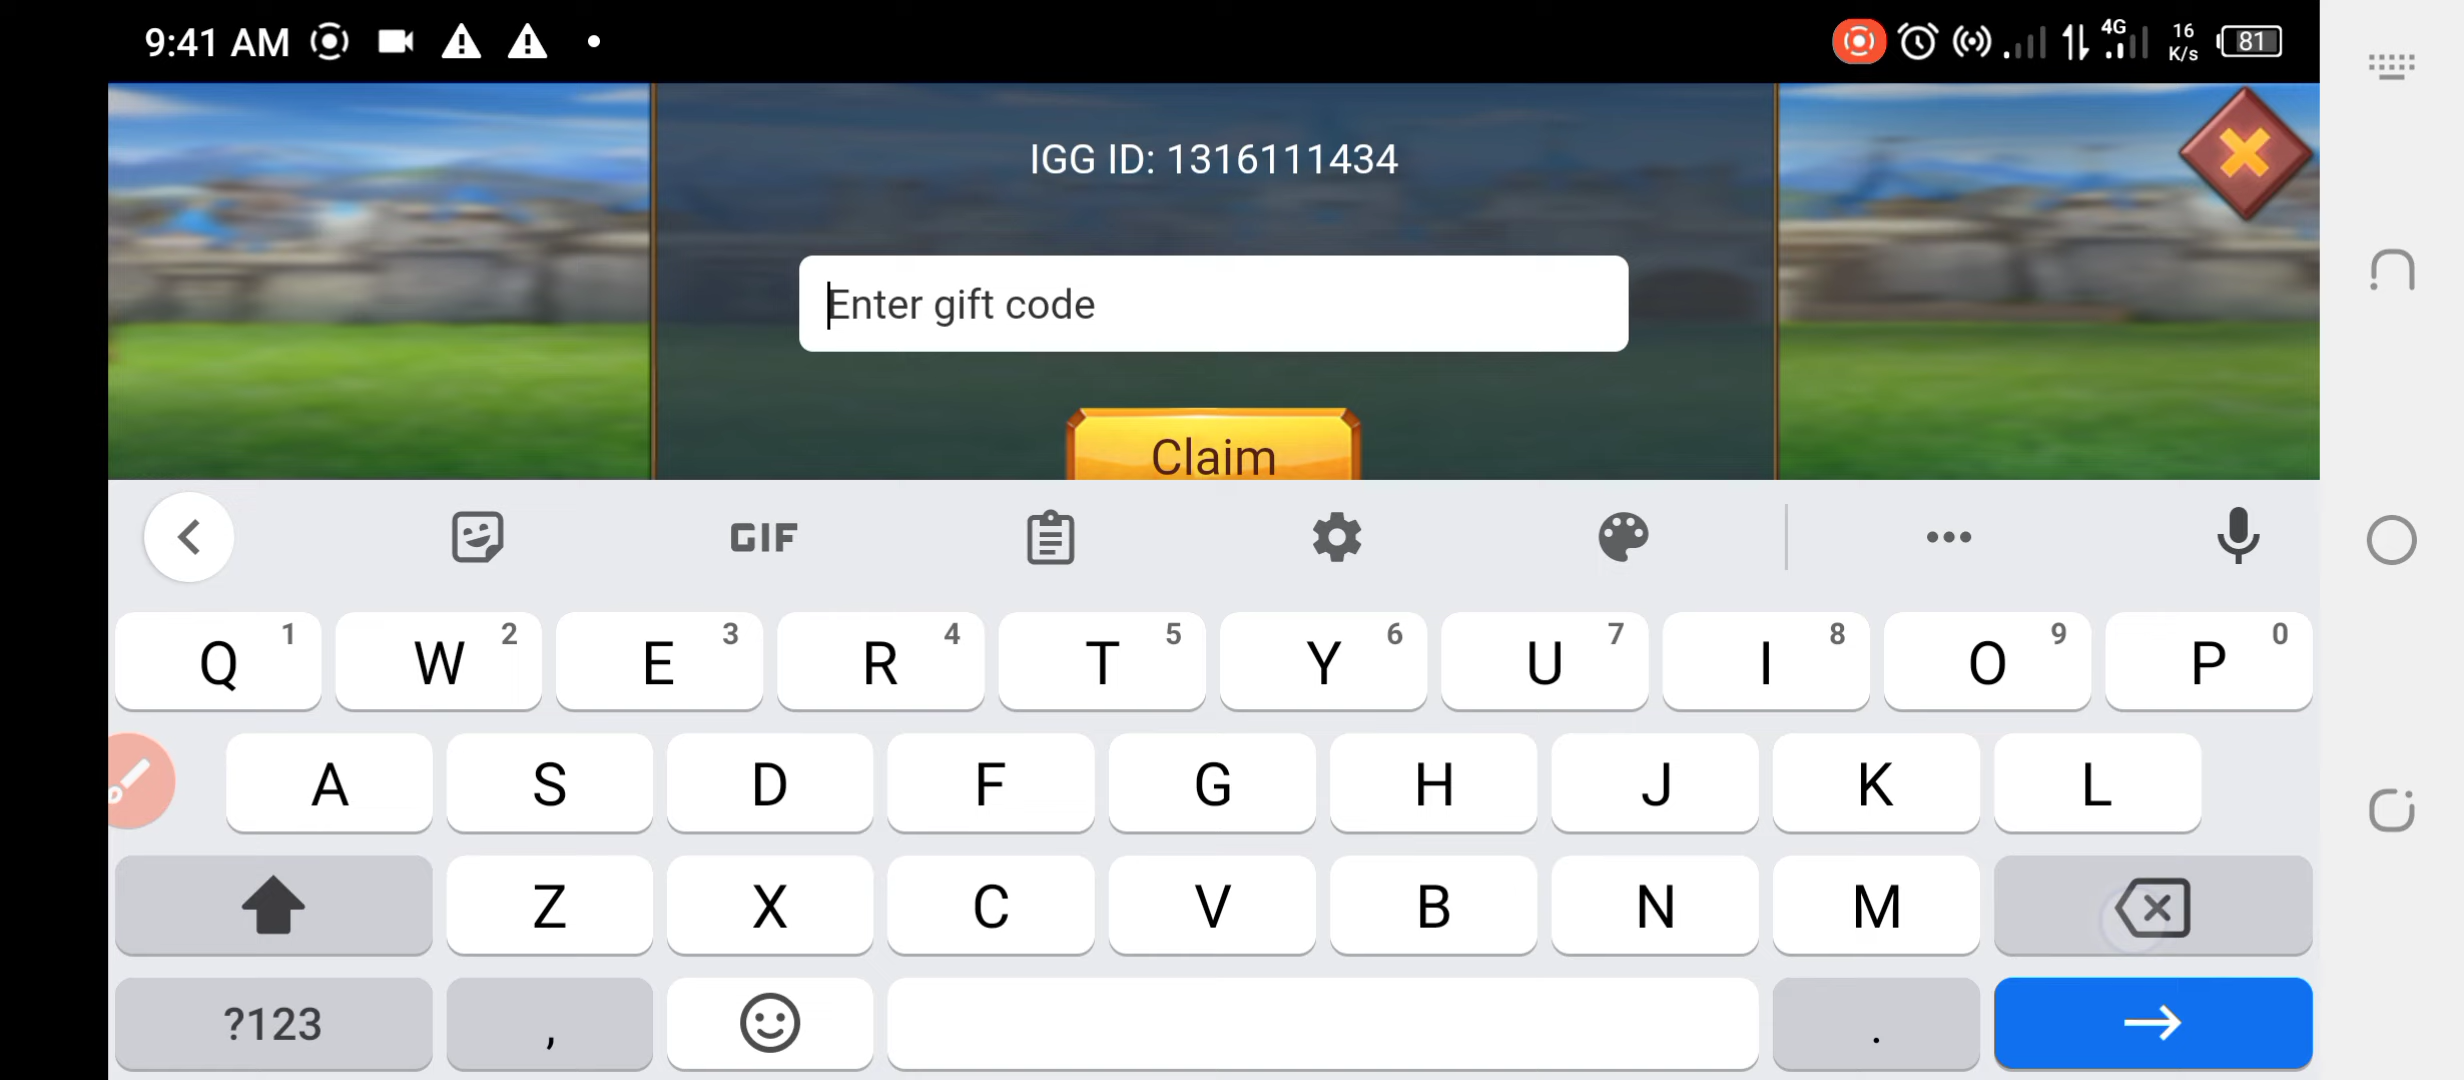 9:41 AM 4G 16 K/s 81
IGG ID: 1316111434
Enter gift code
Claim
GIF
Q 1 W 2 E 3 R 4 T 5 Y 6 U 7 I 8 O 9 P 0
A S D F G H J K L
Z X C V B N M
?123 , .